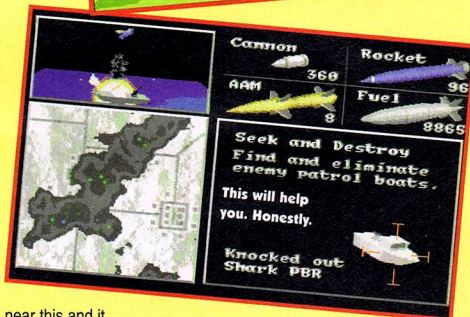 Cannon
360
Rocket
96
AAM
8
Fuel
8865
Seek and Destroy
Find and eliminate
enemy patrol boats.
This will help
you. Honestly.
Knocked out
Shark PBR
near this and it